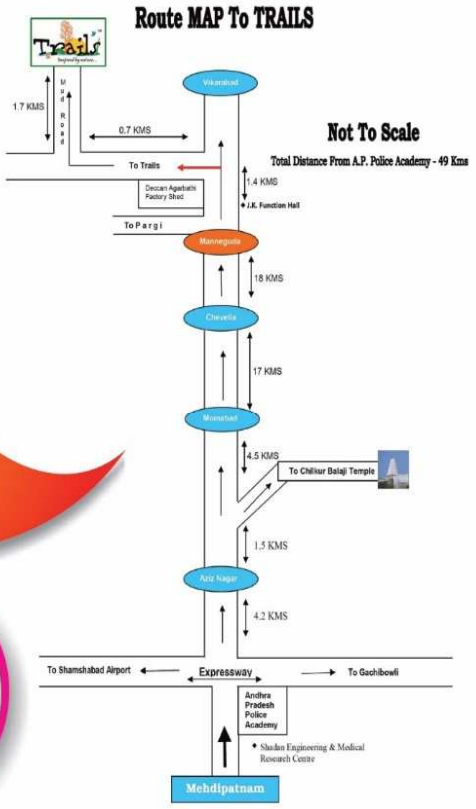 Route MAP To TRAILS
Trails
Inspired by nature...
Vikarabad
1.7 KMS
Mud Road
0.7 KMS
Not To Scale
Total Distance From A.P. Police Academy - 49 Kms
To Trails
1.4 KMS
Deccan Agarbathi
Factory Shed
J.K. Function Hall
To Pargi
Manneguda
18 KMS
Chevella
17 KMS
Moinabad
4.5 KMS
To Chilkur Balaji Temple
1.5 KMS
Aziz Nagar
4.2 KMS
To Shamshabad Airport
Expressway
To Gachibowli
Andhra
Pradesh
Police
Academy
Shadan Engineering & Medical
Research Centre
Mehdipatnam